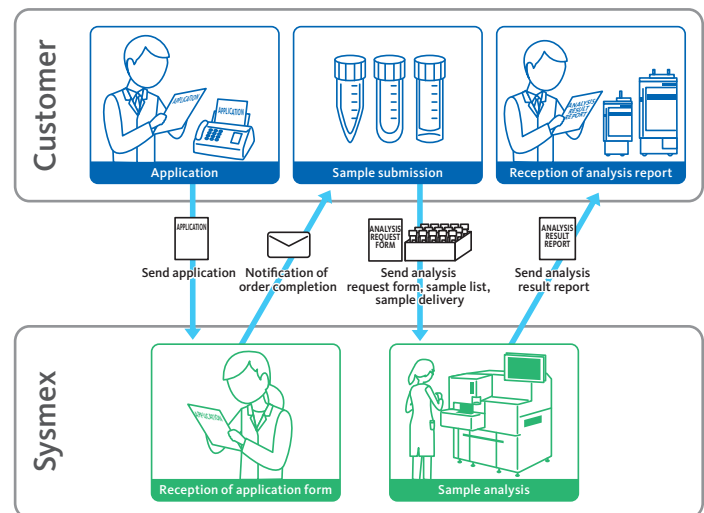 Customer
APPLICATION
APPLICATION
ANALYSIS
RESULT
REPORT
Application
Sample submission
Reception of analysis report
APPLICATION
Send application
Notification of
order completion
ANALYSIS
REQUEST
FORM
Send analysis
request form, sample list,
sample delivery
ANALYSIS
RESULT
REPORT
Send analysis
result report
Sysmex
APPLICATION
Reception of application form
Sample analysis